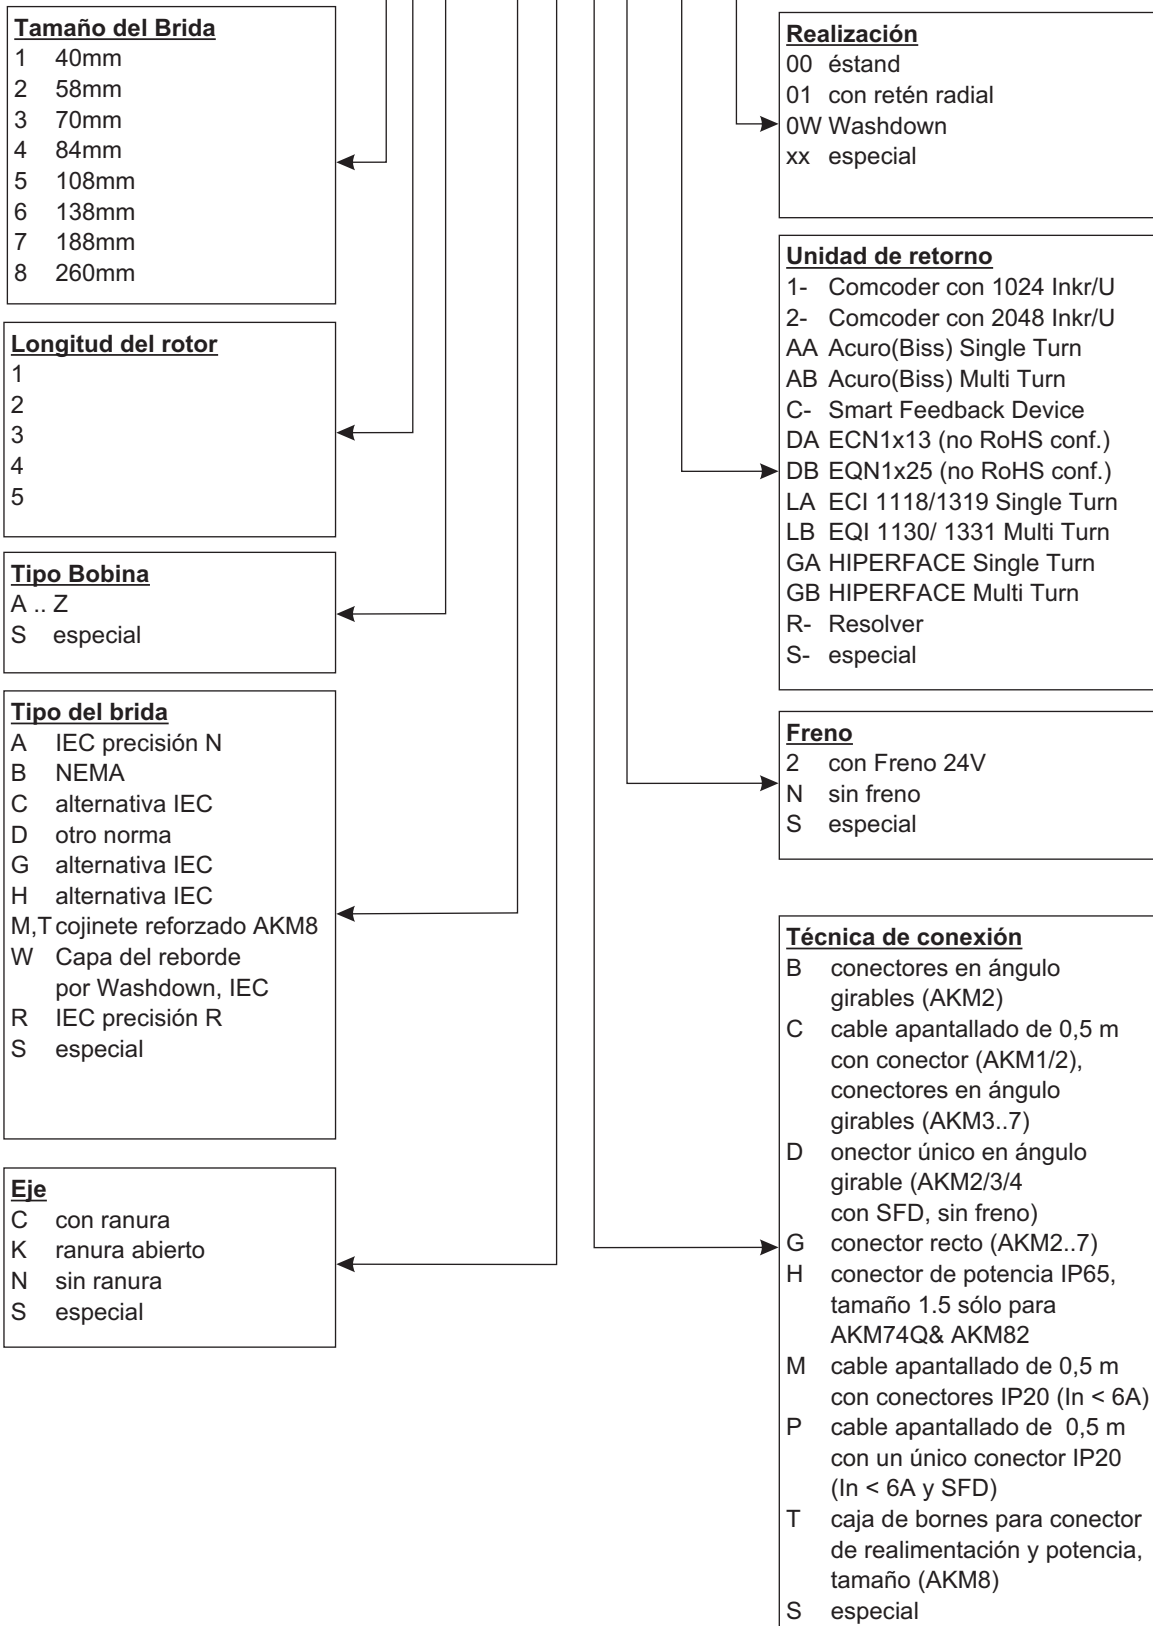 Tamaño del Brida
1 40mm
2 58mm
3 70mm
4 84mm
5 108mm
6 138mm
7 188mm
8 260mm
Longitud del rotor
1
2
3
4
5
Tipo Bobina
A .. Z
S especial
Tipo del brida
A IEC precisión N
B NEMA
C alternativa IEC
D otro norma
G alternativa IEC
H alternativa IEC
M,T cojinete reforzado AKM8
W Capa del reborde
por Washdown, IEC
R IEC precisión R
S especial
Eje
C con ranura
K ranura abierto
N sin ranura
S especial
Realización
00 éstand
01 con retén radial
0W Washdown
xx especial
Unidad de retorno
1- Comcoder con 1024 Inkr/U
2- Comcoder con 2048 Inkr/U
AA Acuro(Biss) Single Turn
AB Acuro(Biss) Multi Turn
C- Smart Feedback Device
DA ECN1x13 (no RoHS conf.)
DB EQN1x25 (no RoHS conf.)
LA ECI 1118/1319 Single Turn
LB EQI 1130/ 1331 Multi Turn
GA HIPERFACE Single Turn
GB HIPERFACE Multi Turn
R- Resolver
S- especial
Freno
2 con Freno 24V
N sin freno
S especial
Técnica de conexión
B conectores en ángulo
girables (AKM2)
C cable apantallado de 0,5 m
con conector (AKM1/2),
conectores en ángulo
girables (AKM3..7)
D onector único en ángulo
girable (AKM2/3/4
con SFD, sin freno)
G conector recto (AKM2..7)
H conector de potencia IP65,
tamaño 1.5 sólo para
AKM74Q& AKM82
M cable apantallado de 0,5 m
con conectores IP20 (In < 6A)
P cable apantallado de 0,5 m
con un único conector IP20
(In < 6A y SFD)
T caja de bornes para conector
de realimentación y potencia,
tamaño (AKM8)
S especial